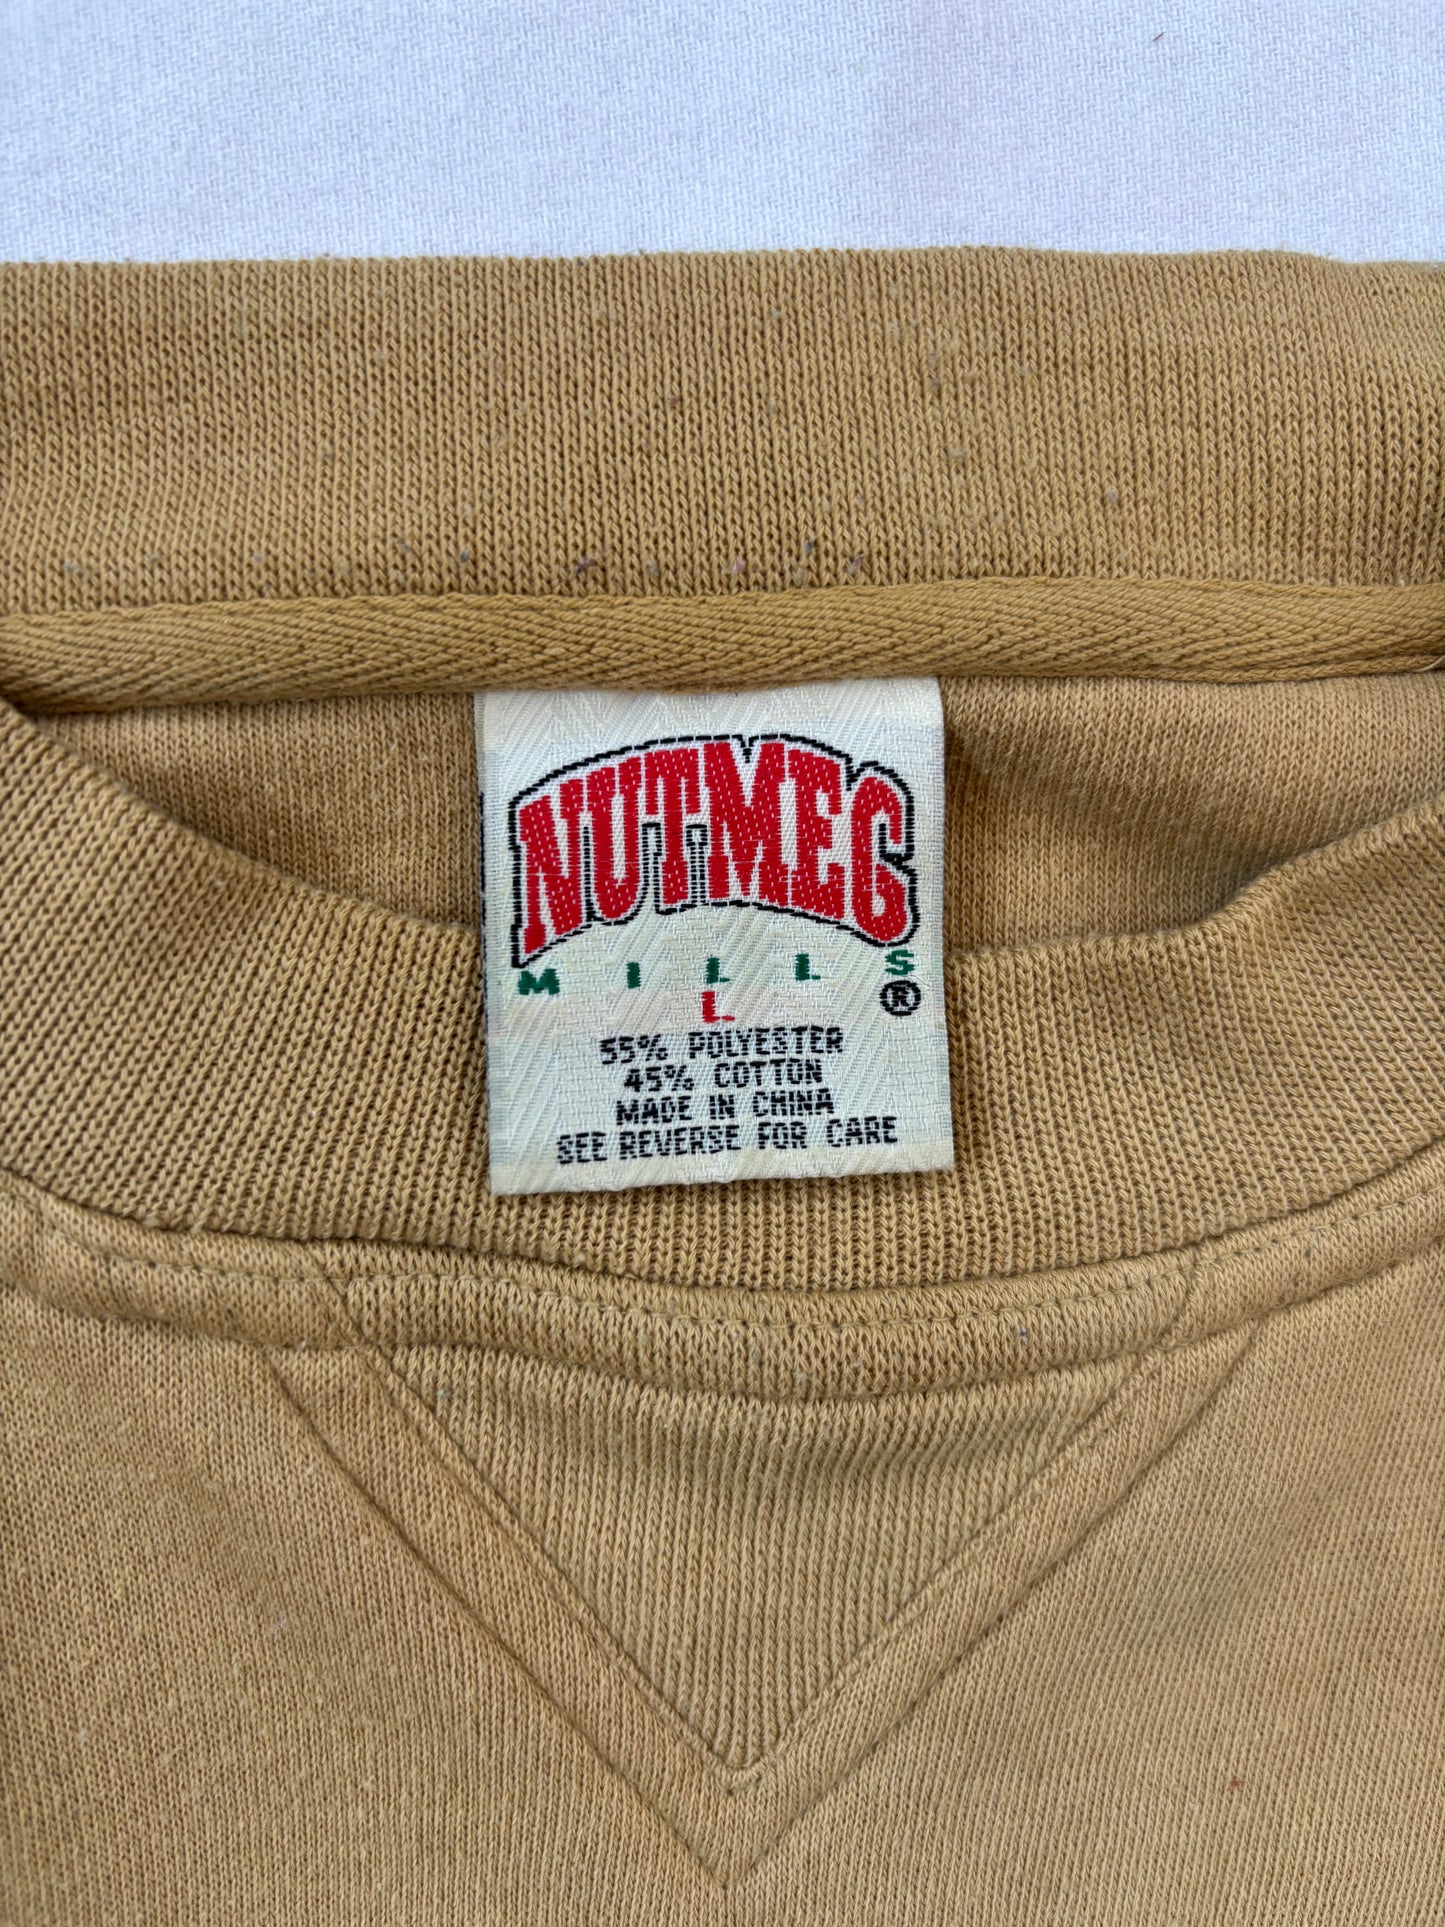 NUTMEG
MILLS
L ®
55% POLYESTER
45% COTTON
MADE IN CHINA
SEE REVERSE FOR CARE